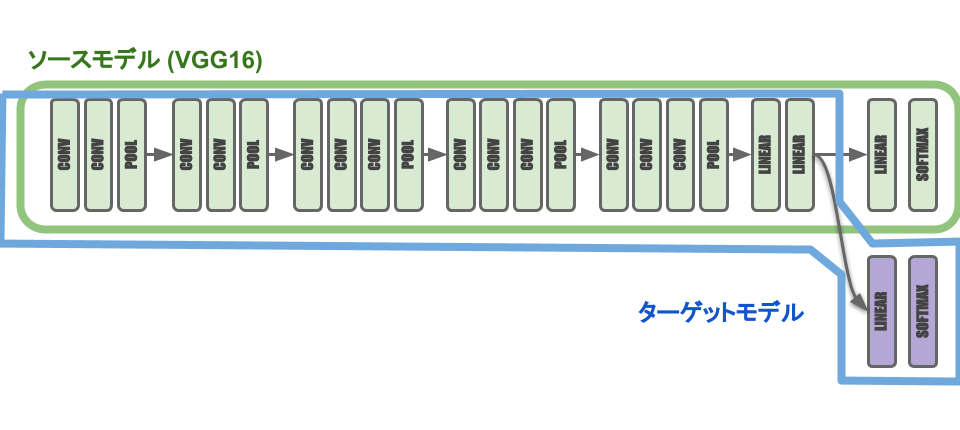 ソースモデル (VGG16)
CONV CONV POOL CONV CONV POOL CONV CONV CONV POOL CONV CONV CONV POOL CONV CONV CONV POOL LINEAR LINEAR LINEAR SOFTMAX
ターゲットモデル
LINEAR SOFTMAX